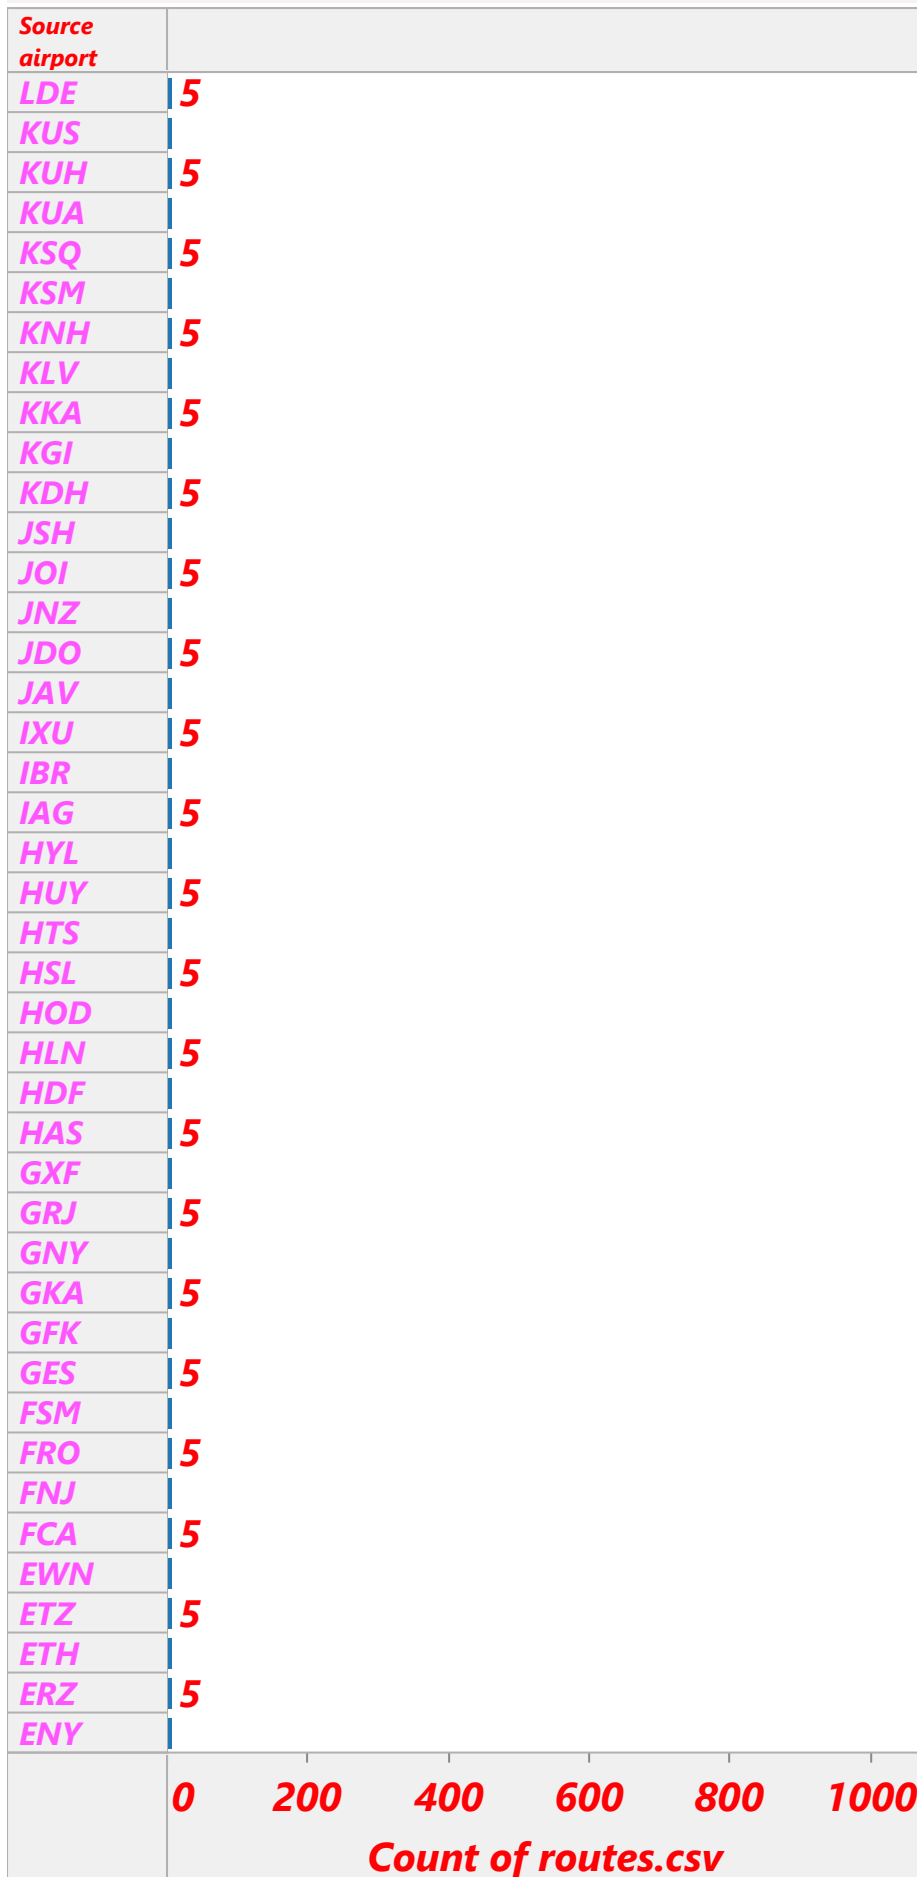 Source
airport
LDE 5
KUS
KUH 5
KUA
KSQ 5
KSM
KNH 5
KLV
KKA 5
KGI
KDH 5
JSH
JOI 5
JNZ
JDO 5
JAV
IXU 5
IBR
IAG 5
HYL
HUY 5
HTS
HSL 5
HOD
HLN 5
HDF
HAS 5
GXF
GRJ 5
GNY
GKA 5
GFK
GES 5
FSM
FRO 5
FNJ
FCA 5
EWN
ETZ 5
ETH
ERZ 5
ENY
0 200 400 600 800 1000
Count of routes.csv